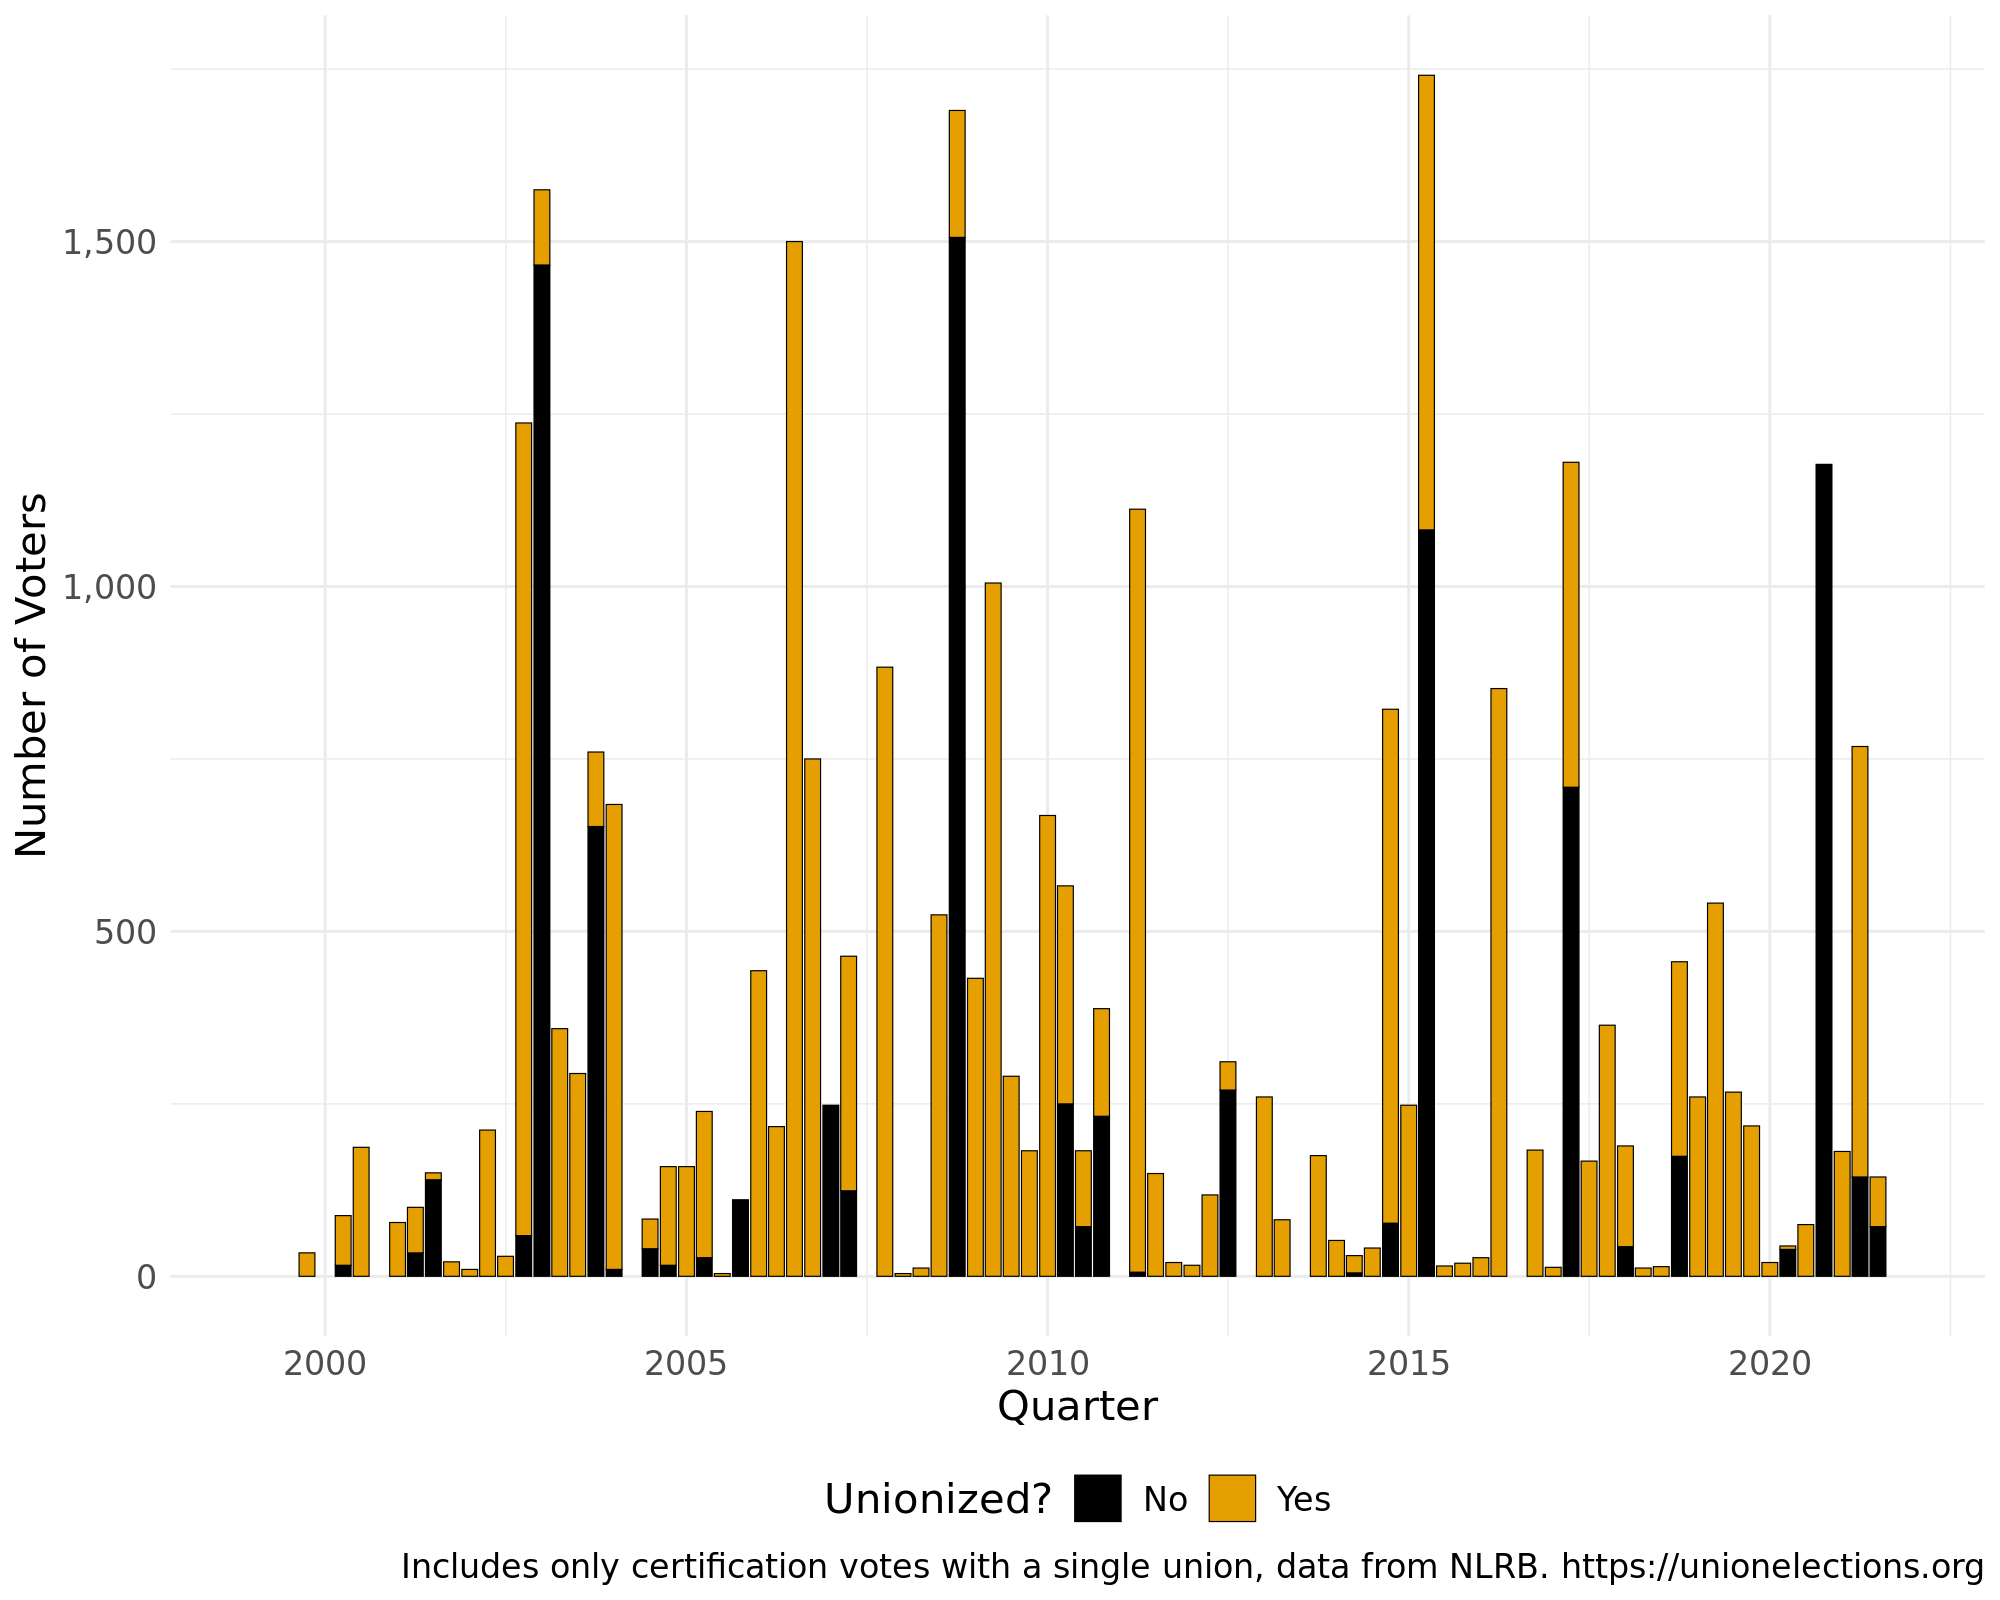 Number of Voters
1,500
1,000
500
0
2000 2005 2010 2015 2020
Quarter
Unionized? No Yes
Includes only certification votes with a single union, data from NLRB. https://unionelections.org